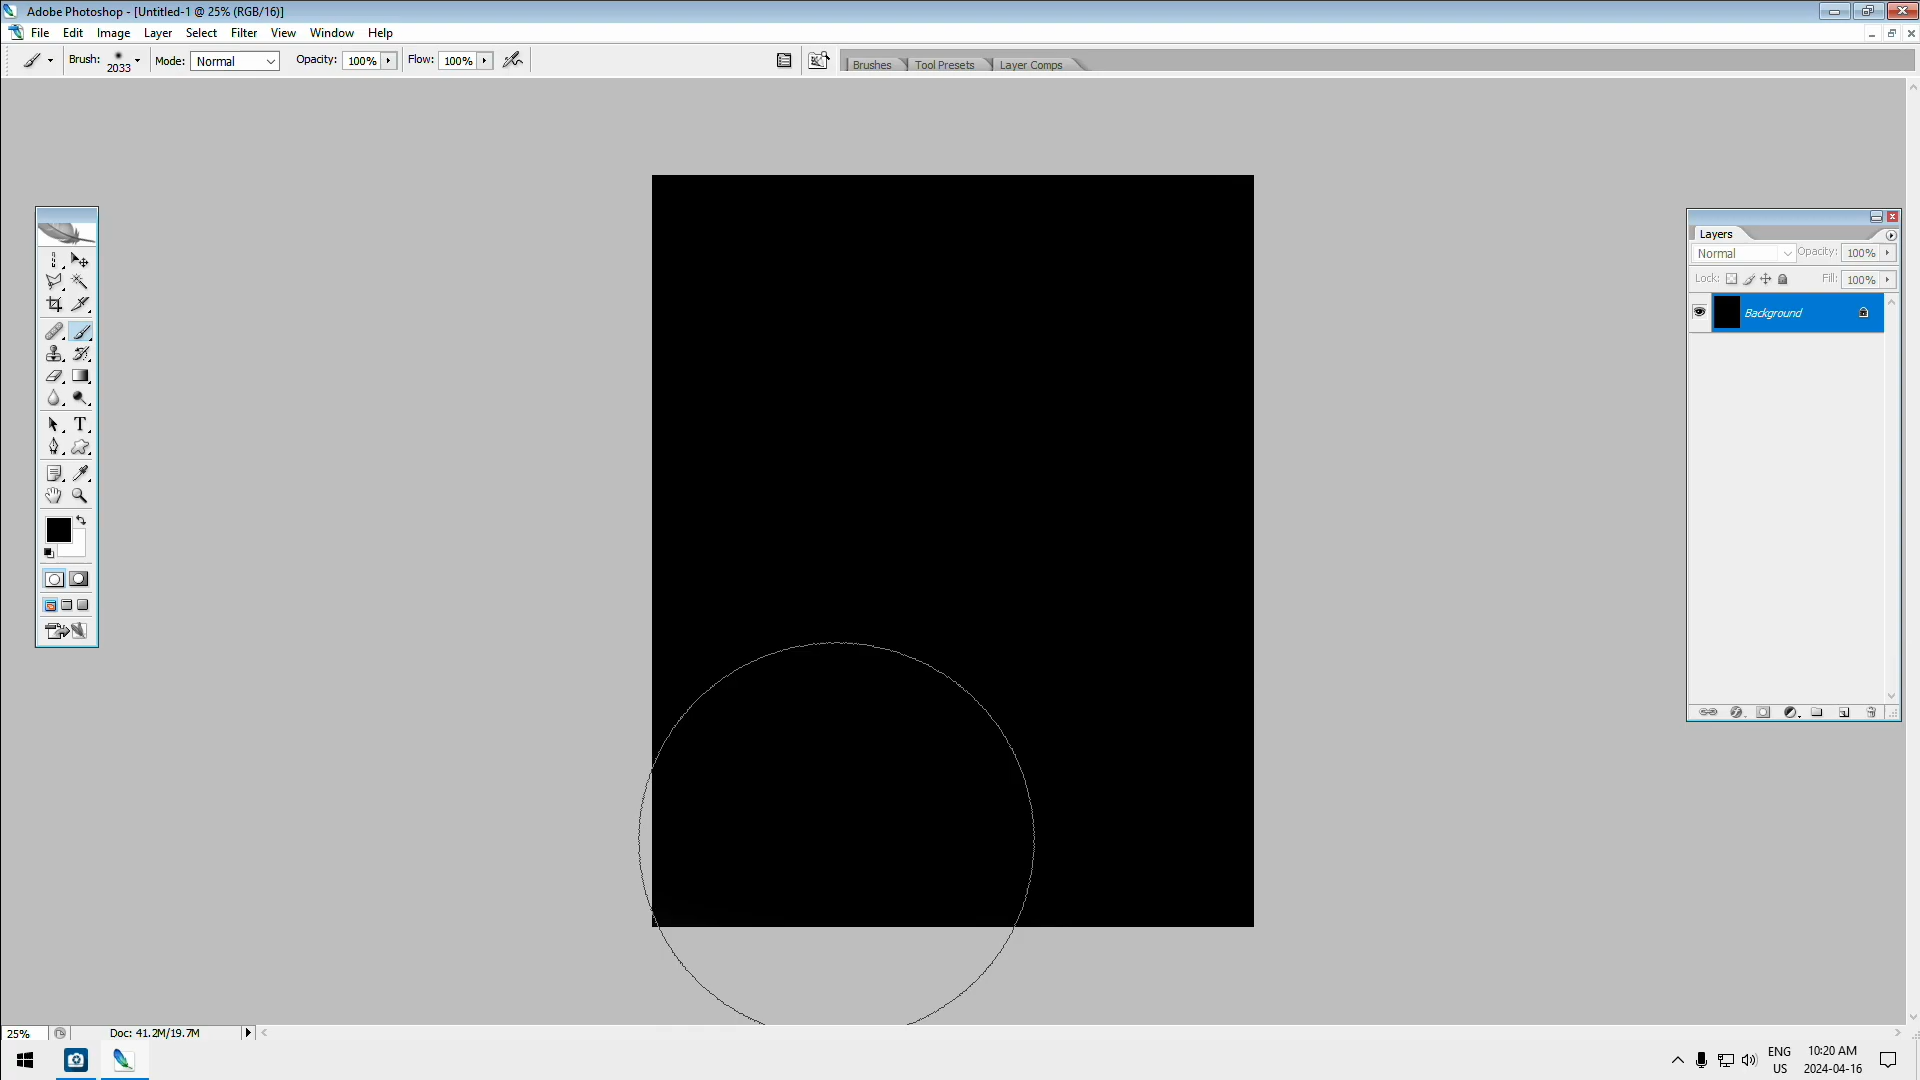 Adobe Photoshop - [Untitled-1 @ 25% (RGB/16)]
File Edit Image Layer Select Filter View Window Help
Brush: 2033 Mode: Normal Opacity: 100% Flow: 100% Brushes Tool Presets Layer Comps
Layers
Normal Opacity: 100%
Lock: Fill: 100%
Background
T
25% Doc: 41.2M/19.7M
ENG 10:20 AM
US 2024-04-16